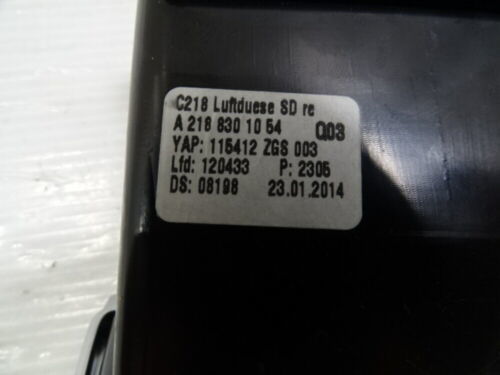 C218 Luftduese SD re
A 218 830 10 54 Q03
YAP: 115412 ZGS 003
Lfd: 120433 P: 2305
DS: 08198 23.01.2014